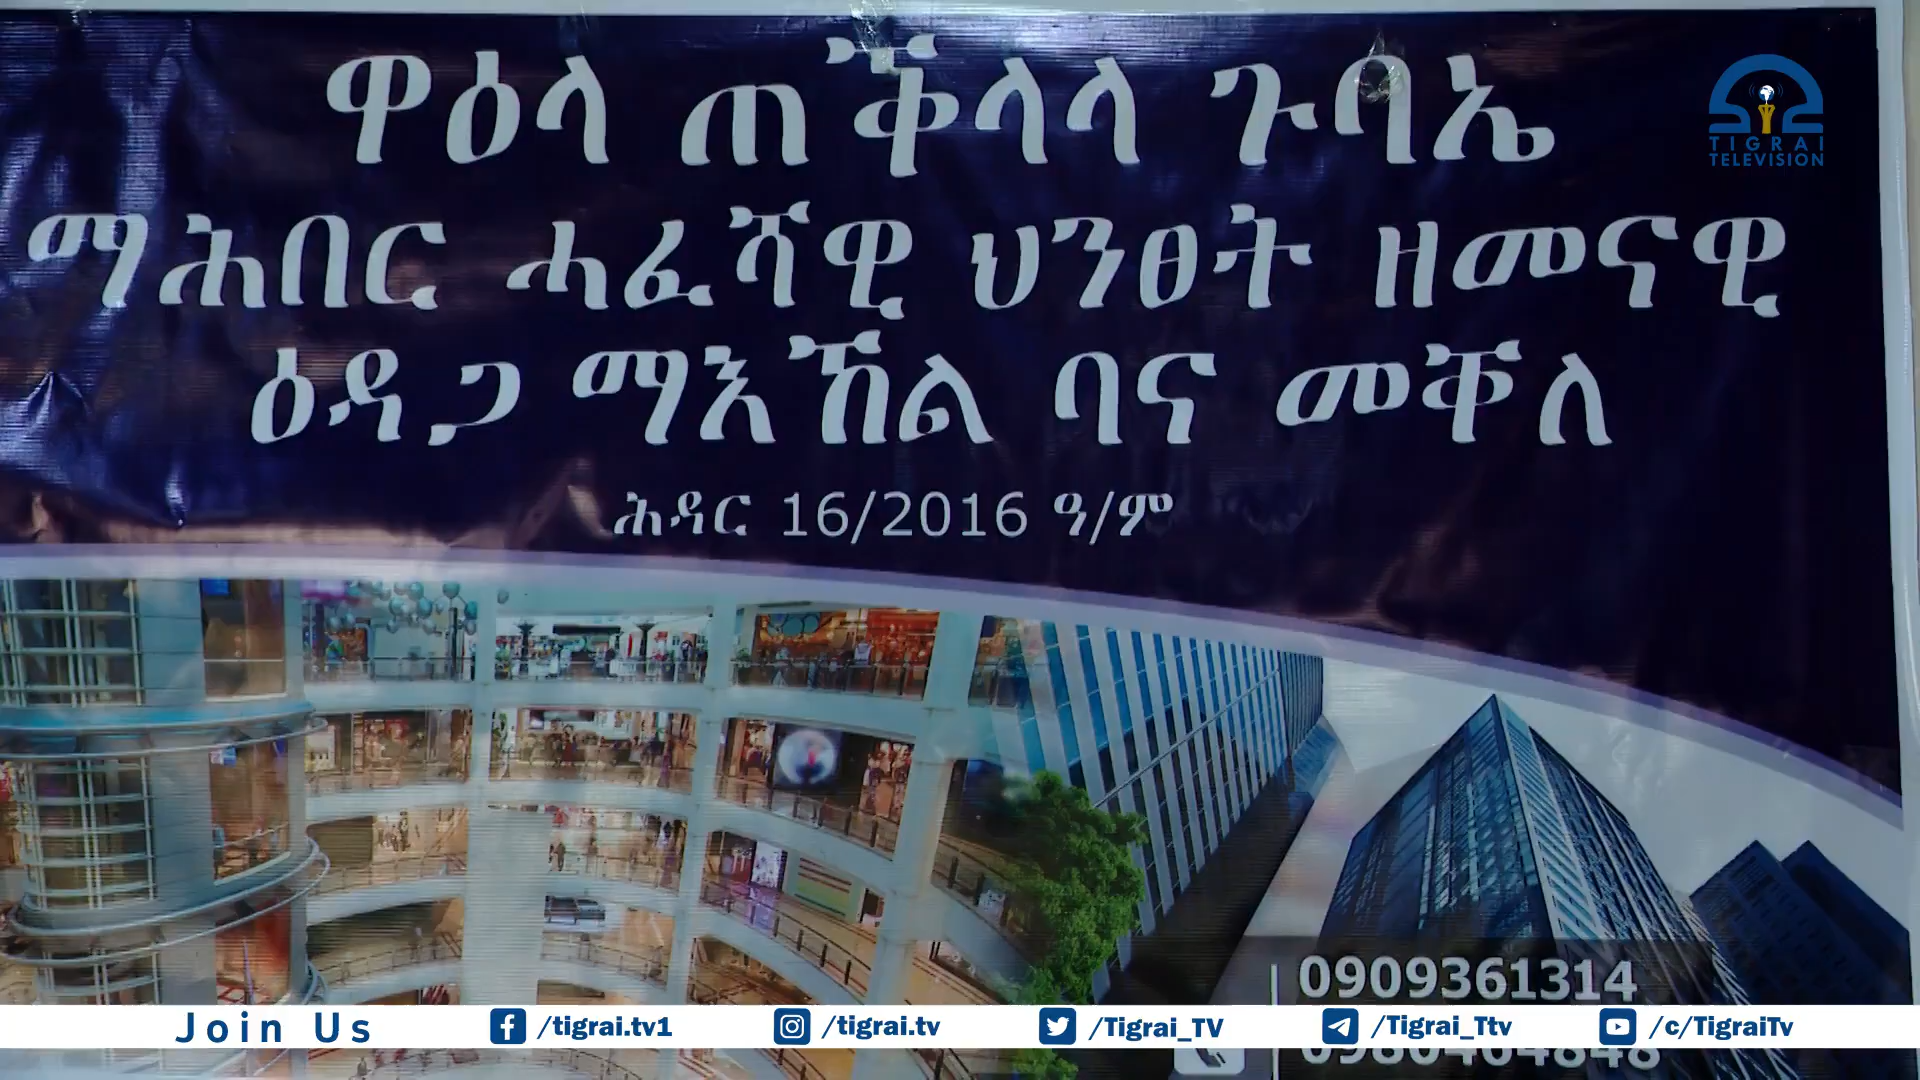 ዋዕላ ጠቕላላ ጉባኤ
TIGRAI
TELEVISION
ማሕበር ሓፈሻዊ ህንፀት ዘመናዊ
ዕዳጋ ማእኸል ባና መቐለ
ሕዳር 16/2016 ዓ/ም
0909361314
Join Us /tigrai.tv1 /tigrai.tv /Tigrai_TV /Tigrai_Ttv /c/TigraiTv